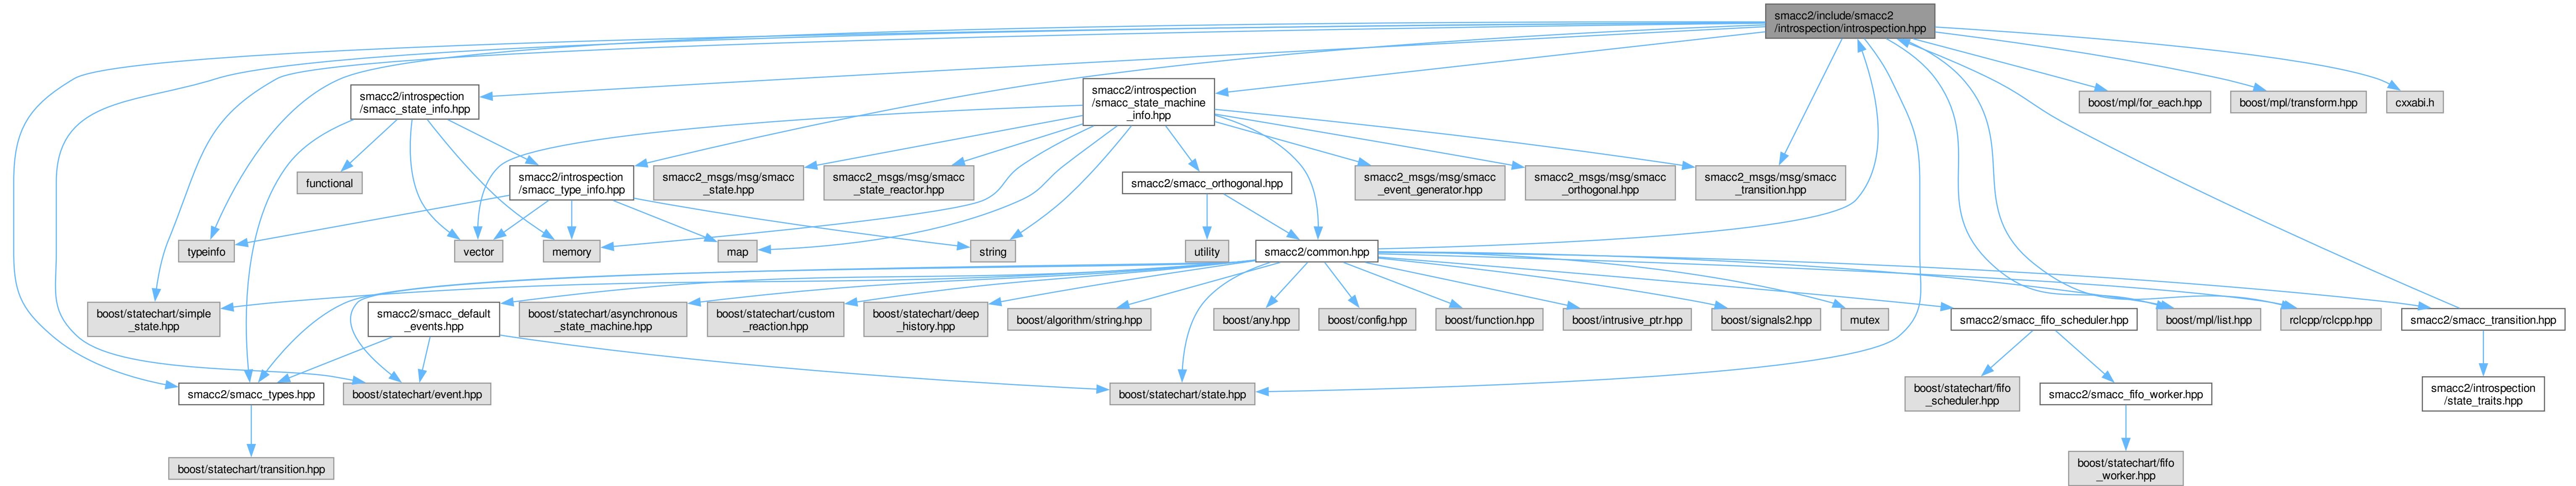 smacc2/include/smacc2
/introspection/introspection.hpp
smacc2/introspection
/smacc_state_info.hpp
smacc2/introspection
/smacc_state_machine
_info.hpp
boost/mpl/for_each.hpp
boost/mpl/transform.hpp
cxxabi.h
functional
smacc2/introspection
/smacc_type_info.hpp
smacc2_msgs/msg/smacc
_state.hpp
smacc2_msgs/msg/smacc
_state_reactor.hpp
smacc2/smacc_orthogonal.hpp
smacc2_msgs/msg/smacc
_event_generator.hpp
smacc2_msgs/msg/smacc
_orthogonal.hpp
smacc2_msgs/msg/smacc
_transition.hpp
typeinfo
vector
memory
map
string
utility
smacc2/common.hpp
boost/statechart/simple
_state.hpp
smacc2/smacc_default
_events.hpp
boost/statechart/asynchronous
_state_machine.hpp
boost/statechart/custom
_reaction.hpp
boost/statechart/deep
_history.hpp
boost/algorithm/string.hpp
boost/any.hpp
boost/config.hpp
boost/function.hpp
boost/intrusive_ptr.hpp
boost/signals2.hpp
mutex
smacc2/smacc_fifo_scheduler.hpp
boost/mpl/list.hpp
rclcpp/rclcpp.hpp
smacc2/smacc_transition.hpp
smacc2/smacc_types.hpp
boost/statechart/event.hpp
boost/statechart/state.hpp
boost/statechart/fifo
_scheduler.hpp
smacc2/smacc_fifo_worker.hpp
smacc2/introspection
/state_traits.hpp
boost/statechart/transition.hpp
boost/statechart/fifo
_worker.hpp